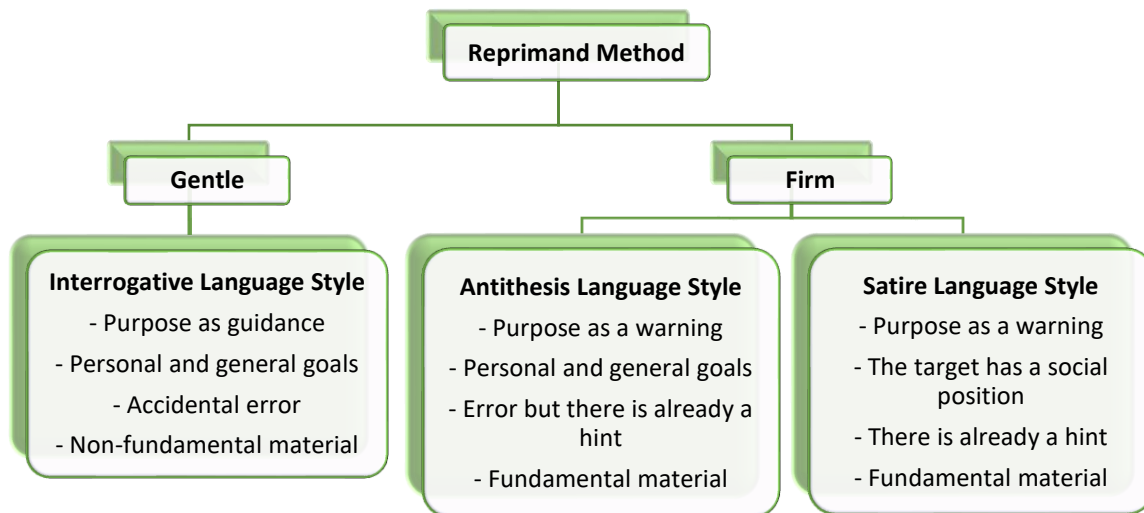 Reprimand Method
Gentle
Firm
Interrogative Language Style
- Purpose as guidance
- Personal and general goals
- Accidental error
- Non-fundamental material
Antithesis Language Style
- Purpose as a warning
- Personal and general goals
- Error but there is already a
hint
- Fundamental material
Satire Language Style
- Purpose as a warning
- The target has a social
position
- There is already a hint
- Fundamental material